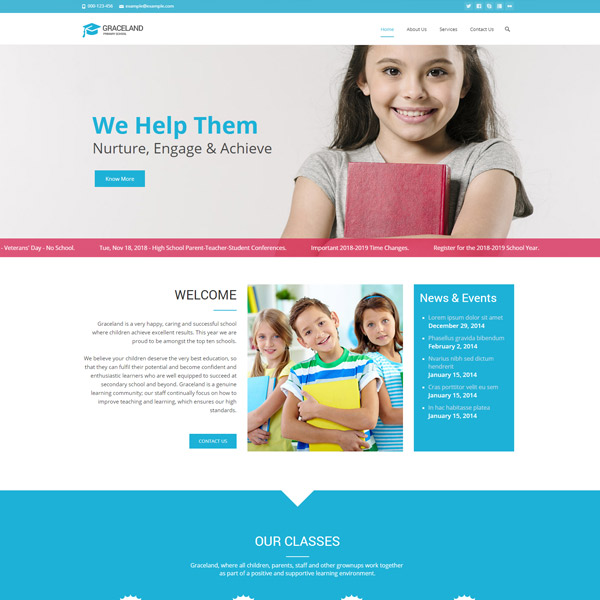 000-123-456 example@example.com
GRACELAND
PRIMARY SCHOOL
Home About Us Services Contact Us
We Help Them
Nurture, Engage & Achieve
Know More
- Veterans' Day - No School. Tue, Nov 18, 2018 - High School Parent-Teacher-Student Conferences. Important 2018-2019 Time Changes. Register for the 2018-2019 School Year.
WELCOME
Graceland is a very happy, caring and successful school
where children achieve excellent results. This year we are
proud to be amongst the top ten schools.
We believe your children deserve the very best education, so
that they can fulfil their potential and become confident and
enthusiastic learners who are well equipped to succeed at
secondary school and beyond. Graceland is a genuine
learning community; our staff continually focus on how to
improve teaching and learning, which ensures our high
standards.
CONTACT US
News & Events
Lorem ipsum dolor sit amet
December 29, 2014
Phasellus gravida bibendum
February 2, 2014
Nvarius nibh sed dictum
hendrerit
January 15, 2014
Cras porttitor velit eu sem
January 15, 2014
In hac habitasse platea
January 15, 2014
OUR CLASSES
Graceland, where all children, parents, staff and other grownups work together
as part of a positive and supportive learning environment.